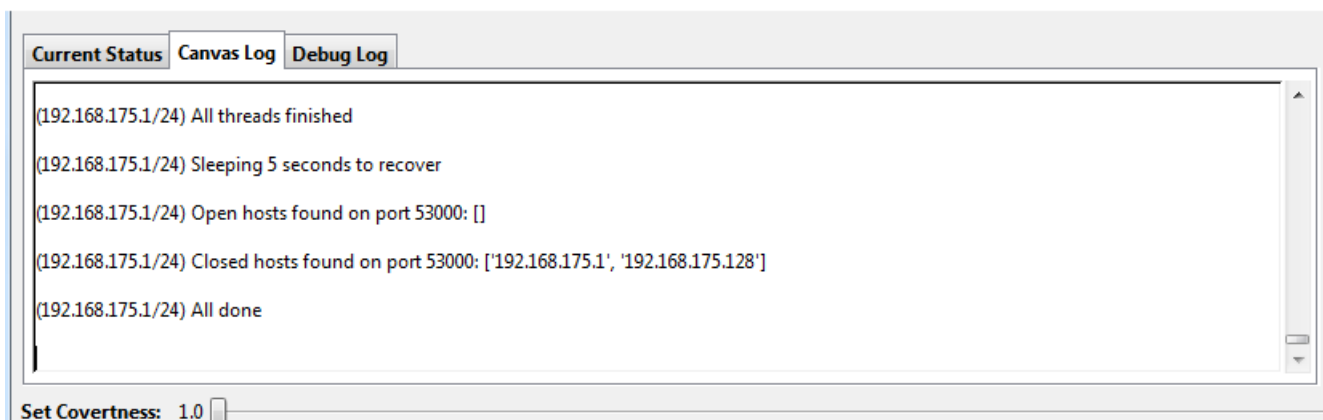 Current Status Canvas Log Debug Log
(192.168.175.1/24) All threads finished
(192.168.175.1/24) Sleeping 5 seconds to recover
(192.168.175.1/24) Open hosts found on port 53000: []
(192.168.175.1/24) Closed hosts found on port 53000: ['192.168.175.1', '192.168.175.128']
(192.168.175.1/24) All done
Set Covertness: 1.0